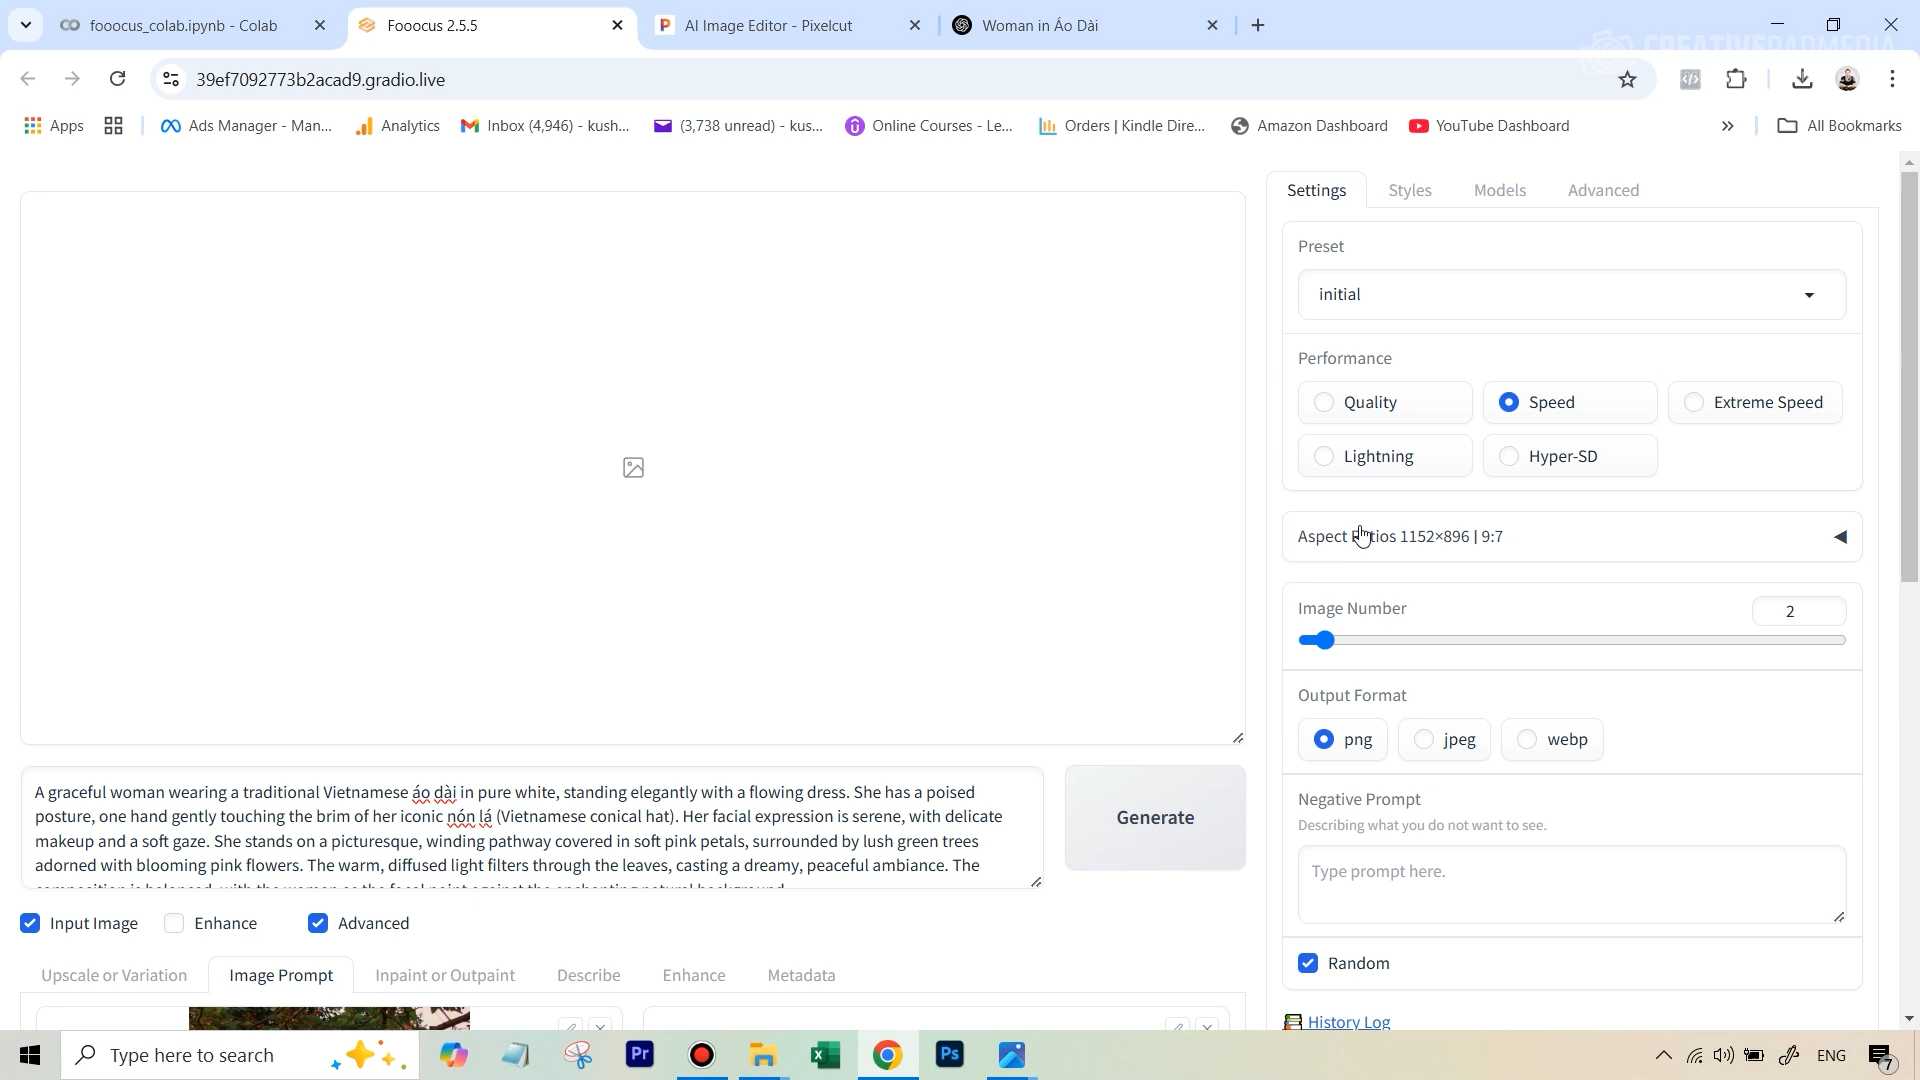 fooocus_colab.ipynb - Colab
Fooocus 2.5.5
AI Image Editor - Pixelcut
Woman in Áo Dài
CREATIVEPADMEDIA
39ef7092773b2acad9.gradio.live
Apps
Ads Manager - Man...
Analytics
Inbox (4,946) - kush...
(3,738 unread) - kus...
Online Courses - Le...
Orders | Kindle Dire...
Amazon Dashboard
YouTube Dashboard
All Bookmarks
Settings
Styles
Models
Advanced
Preset
initial
Performance
Quality
Speed
Extreme Speed
Lightning
Hyper-SD
Aspect Ratios 1152×896 | 9:7
Image Number
2
Output Format
png
jpeg
webp
Negative Prompt
Describing what you do not want to see.
Type prompt here.
Random
History Log
A graceful woman wearing a traditional Vietnamese áo dài in pure white, standing elegantly with a flowing dress. She has a poised
posture, one hand gently touching the brim of her iconic nón lá (Vietnamese conical hat). Her facial expression is serene, with delicate
makeup and a soft gaze. She stands on a picturesque, winding pathway covered in soft pink petals, surrounded by lush green trees
adorned with blooming pink flowers. The warm, diffused light filters through the leaves, casting a dreamy, peaceful ambiance. The
Generate
Input Image
Enhance
Advanced
Upscale or Variation
Image Prompt
Inpaint or Outpaint
Describe
Enhance
Metadata
Type here to search
Pr
Ps
ENG
7